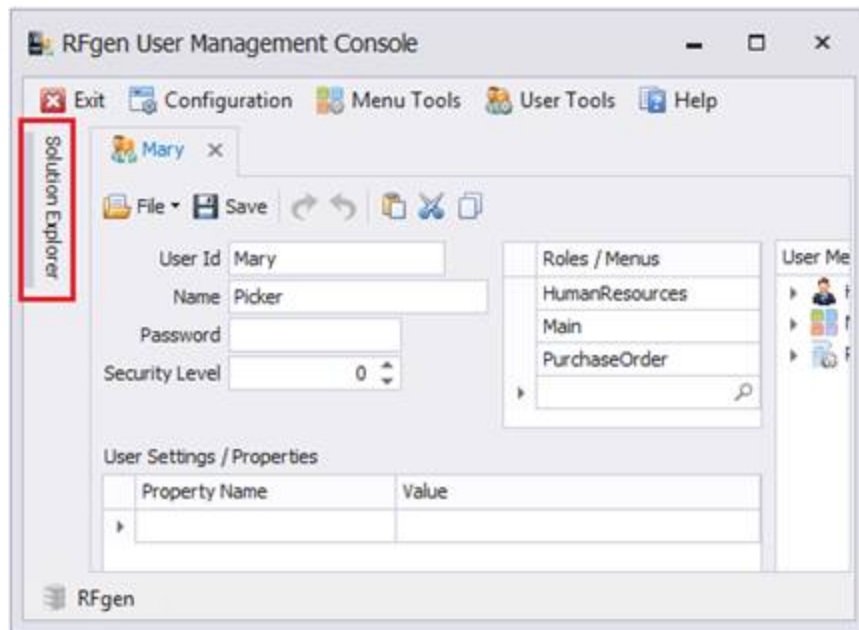 RFgen User Management Console
Exit Configuration Menu Tools User Tools Help
Solution Explorer
Mary
File Save
User Id Mary
Name Picker
Password
Security Level 0
Roles / Menus
HumanResources
Main
PurchaseOrder
User Me
User Settings / Properties
Property Name Value
RFgen